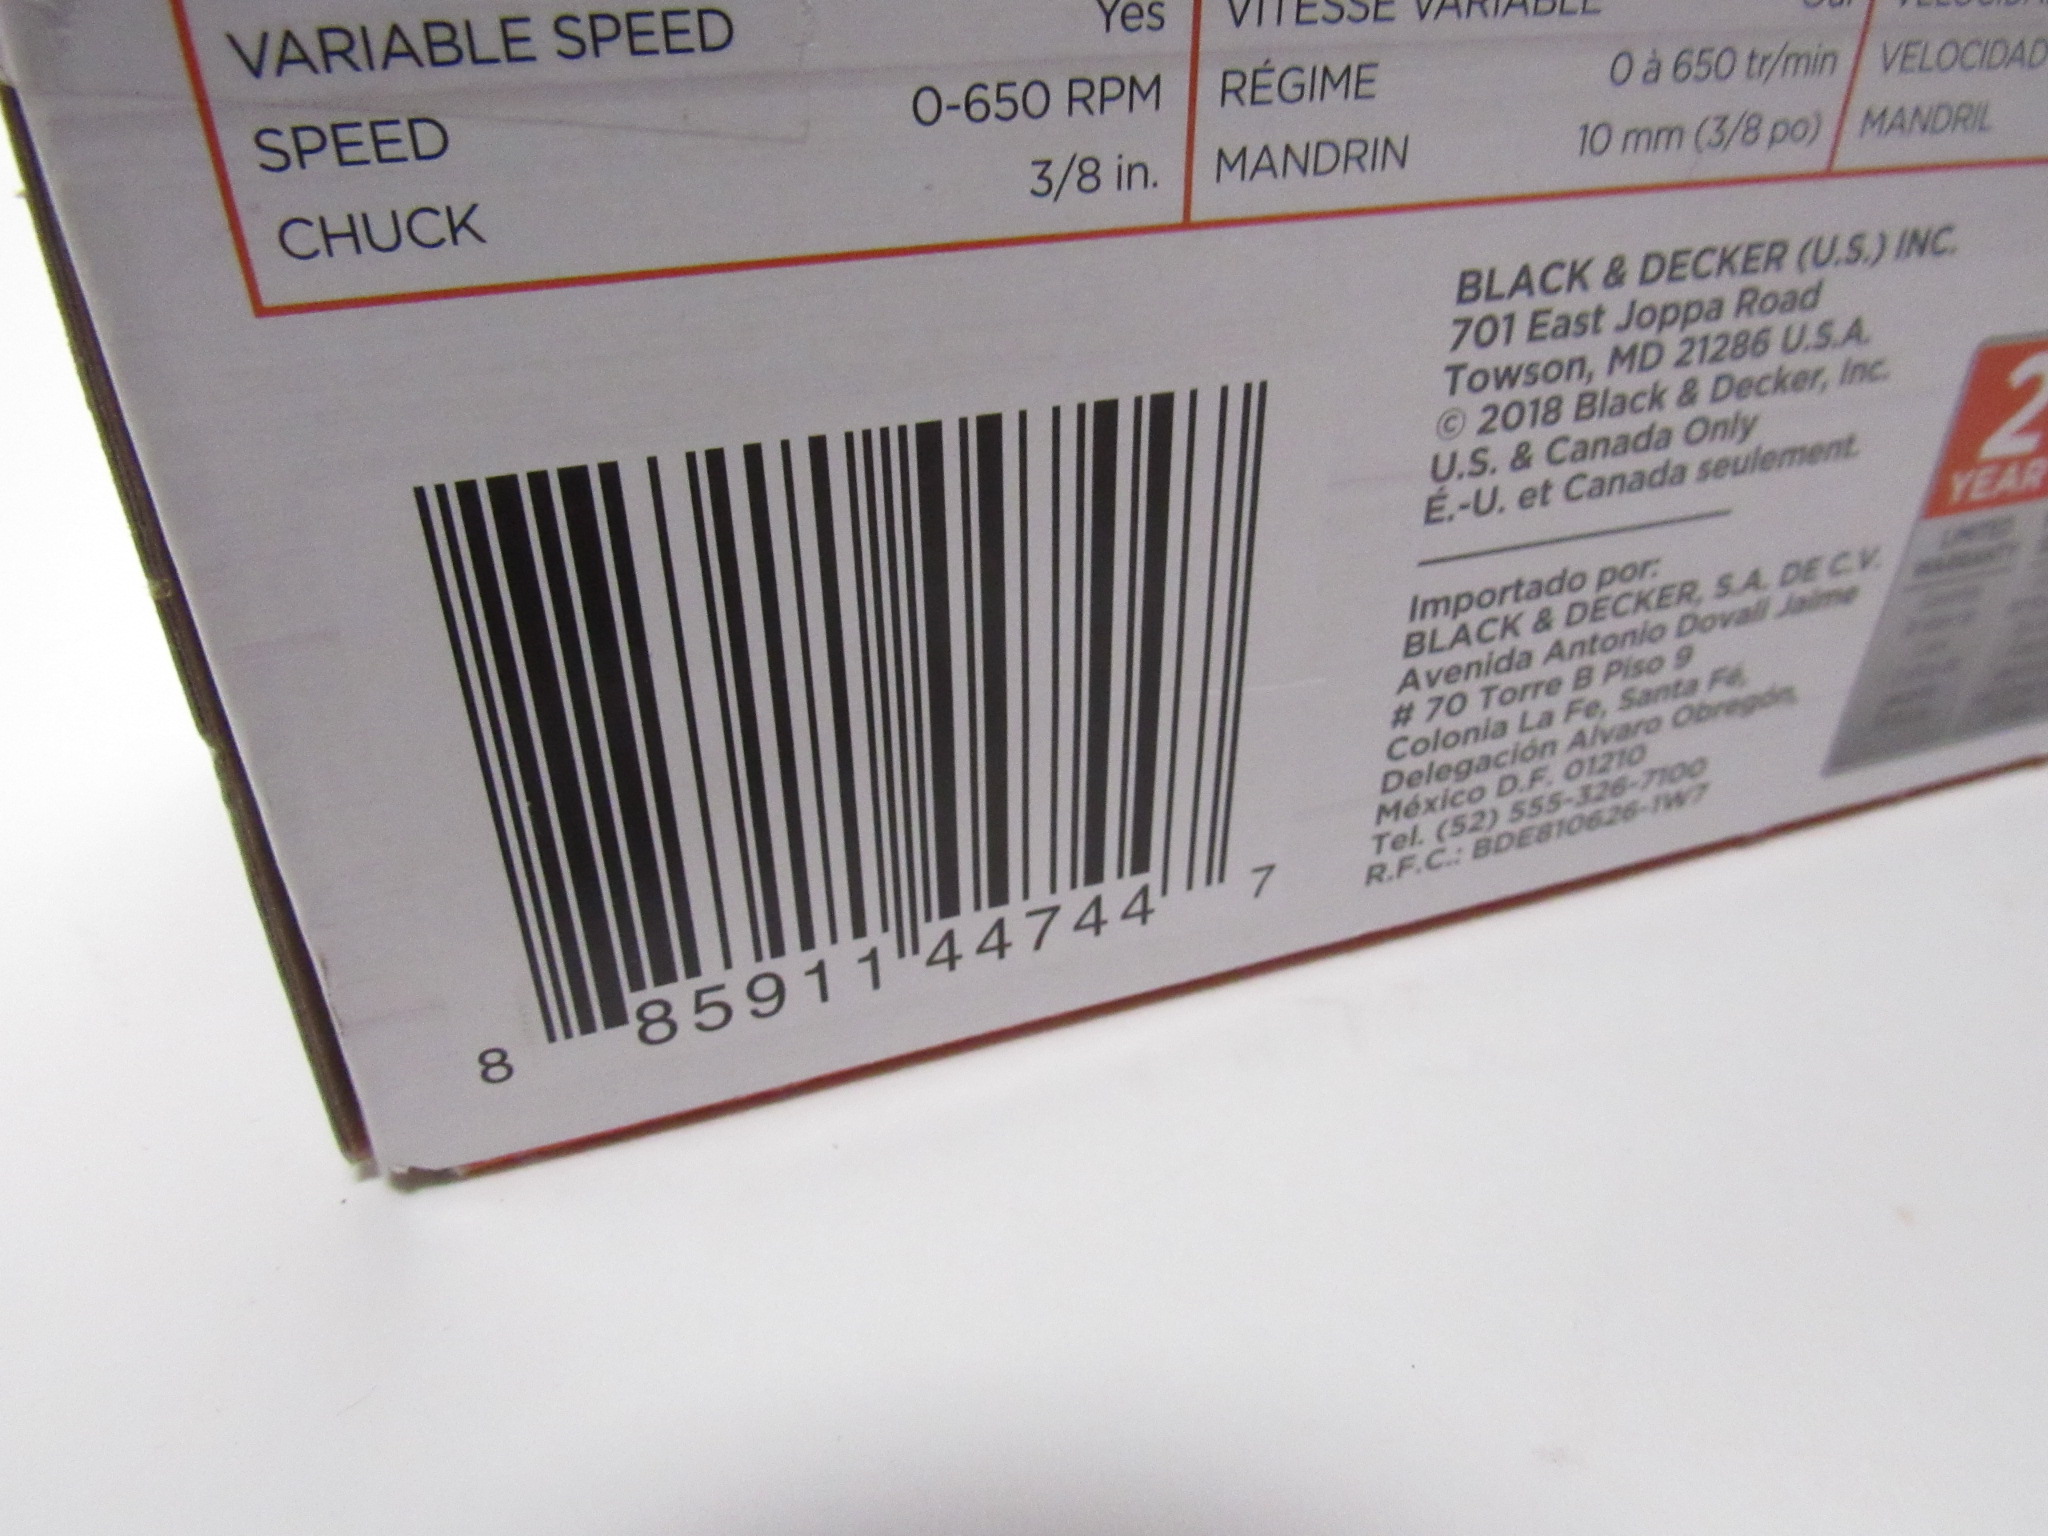 VARIABLE SPEED Yes
SPEED 0-650 RPM
CHUCK 3/8 in.
VITESSE VARIABLE
RÉGIME 0 à 650 tr/min
MANDRIN 10 mm (3/8 po)
VELOCIDAD
MANDRIL
BLACK & DECKER (U.S.) INC.
701 East Joppa Road
Towson, MD 21286 U.S.A.
© 2018 Black & Decker, Inc.
U.S. & Canada Only
É.-U. et Canada seulement.
Importado por:
BLACK & DECKER, S.A. DE C.V.
Avenida Antonio Dovali Jaime
# 70 Torre B Piso 9
Colonia La Fe, Santa Fé,
Delegación Alvaro Obregón,
México D.F. 01210
Tel. (52) 555-326-7100
R.F.C.: BDE810626-1W7
2
YEAR
LIMITED
WARRANTY
8 85911 44744 7